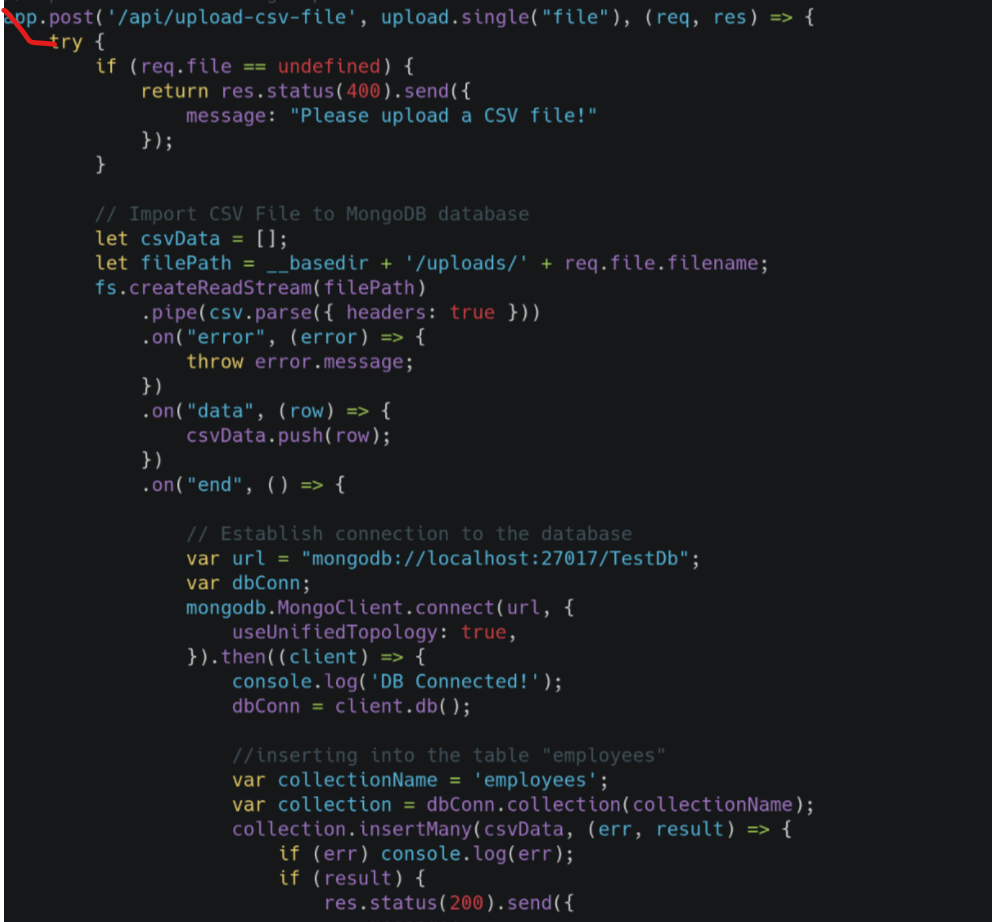 app.post('/api/upload-csv-file', upload.single("file"), (req, res) => {
    try {
        if (req.file == undefined) {
            return res.status(400).send({
                message: "Please upload a CSV file!"
            });
        }

        // Import CSV File to MongoDB database
        let csvData = [];
        let filePath = __basedir + '/uploads/' + req.file.filename;
        fs.createReadStream(filePath)
            .pipe(csv.parse({ headers: true }))
            .on("error", (error) => {
                throw error.message;
            })
            .on("data", (row) => {
                csvData.push(row);
            })
            .on("end", () => {

                // Establish connection to the database
                var url = "mongodb://localhost:27017/TestDb";
                var dbConn;
                mongodb.MongoClient.connect(url, {
                    useUnifiedTopology: true,
                }).then((client) => {
                    console.log('DB Connected!');
                    dbConn = client.db();

                    //inserting into the table "employees"
                    var collectionName = 'employees';
                    var collection = dbConn.collection(collectionName);
                    collection.insertMany(csvData, (err, result) => {
                        if (err) console.log(err);
                        if (result) {
                            res.status(200).send({